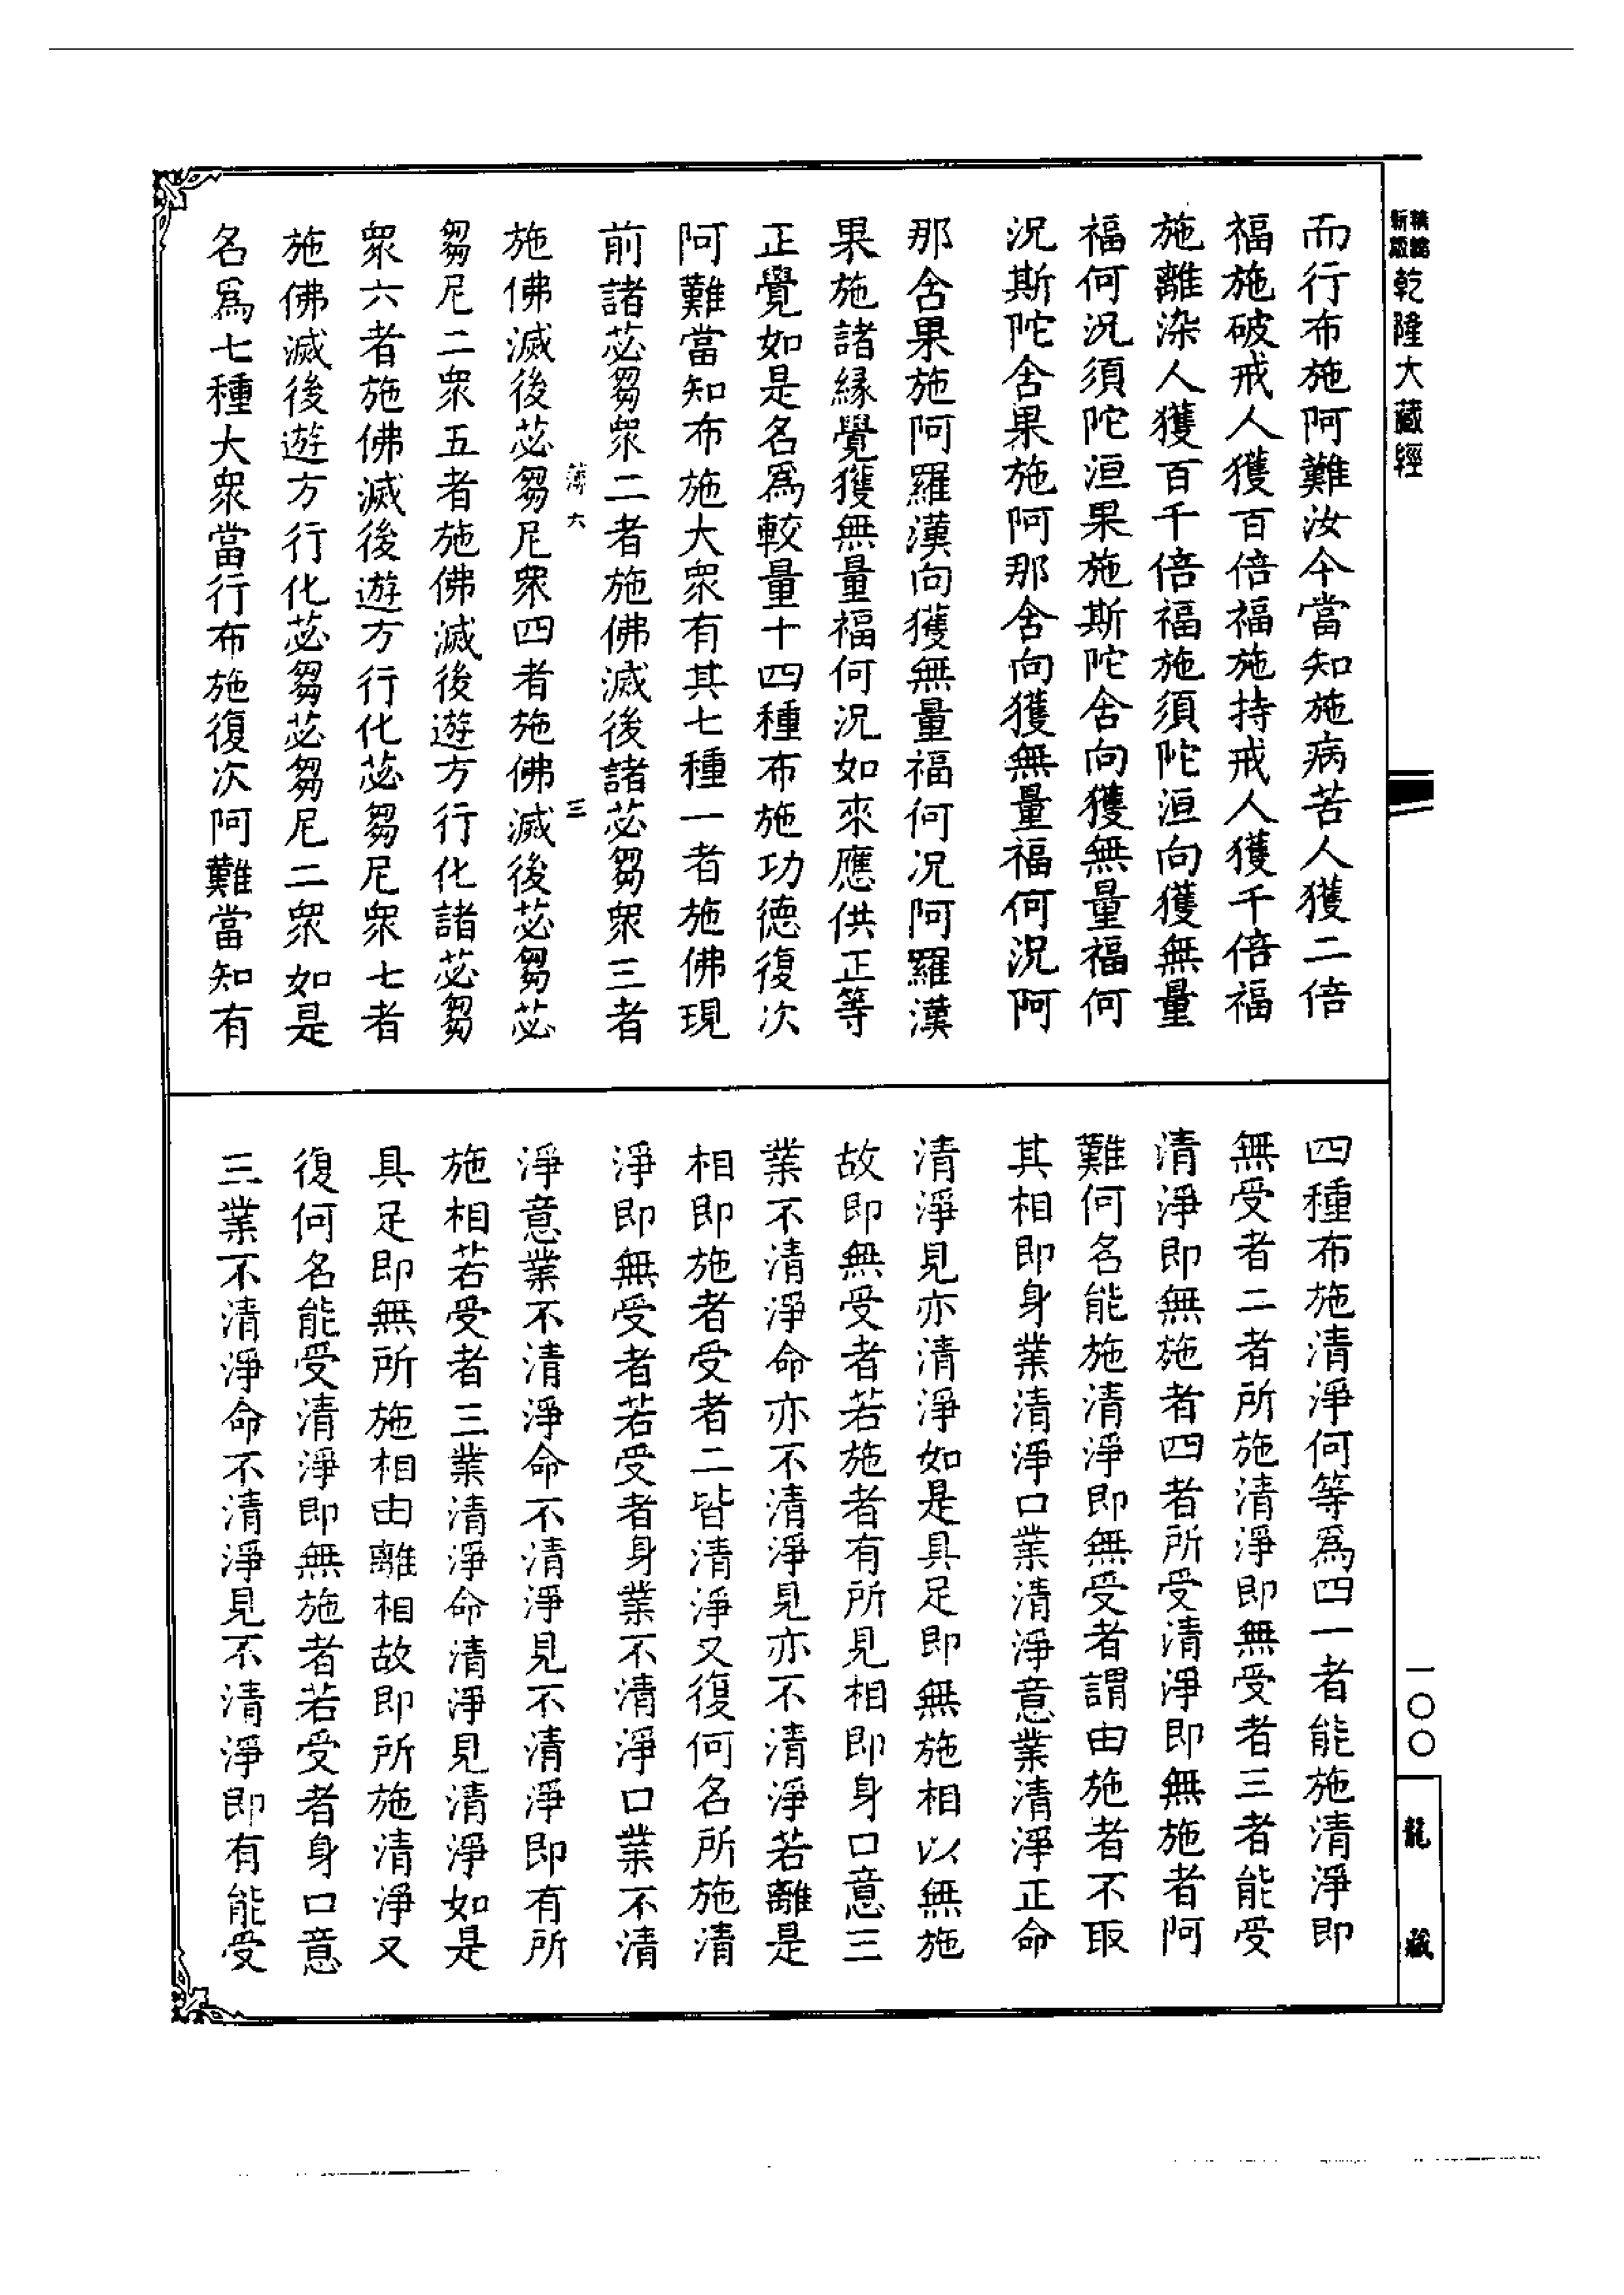 新版
精縮
乾隆大藏經
而行布施阿難汝今當知施病苦人獲二倍
福施破戒人獲百倍福施持戒人獲千倍福
施離染人獲百千倍福施須陀洹向獲無量
福何況須陀洹果施斯陀含向獲無量福何
況斯陀含果施阿那含向獲無量福何況阿
那含果施阿羅漢向獲無量福何況阿羅漢
果施諸緣覺獲無量福何況如來應供正等
正覺如是名爲較量十四種布施功德復次
阿難當知布施大衆有其七種一者施佛現
前諸苾芻衆二者施佛滅後諸苾芻衆三者
薄六 三
施佛滅後苾芻尼衆四者施佛滅後苾芻苾
芻尼二衆五者施佛滅後遊方行化諸苾芻
衆六者施佛滅後遊方行化苾芻尼衆七者
施佛滅後遊方行化苾芻苾芻尼二衆如是
名爲七種大衆當行布施復次阿難當知有
四種布施清淨何等爲四一者能施清淨即
無受者二者所施清淨即無受者三者能受
清淨即無施者四者所受清淨即無施者阿
難何名能施清淨即無受者謂由施者不取
其相即身業清淨口業清淨意業清淨正命
清淨見亦清淨如是具足即無施相以無施
故即無受者若施者有所見相即身口意三
業不清淨命亦不清淨見亦不清淨若離是
相即施者受者二皆清淨又復何名所施清
淨即無受者若受者身業不清淨口業不清
淨意業不清淨命不清淨見不清淨即有所
施相若受者三業清淨命清淨見清淨如是
具足即無所施相由離相故即所施清淨又
復何名能受清淨即無施者若受者身口意
三業不清淨命不清淨見不清淨即有能受
一〇〇
龍藏